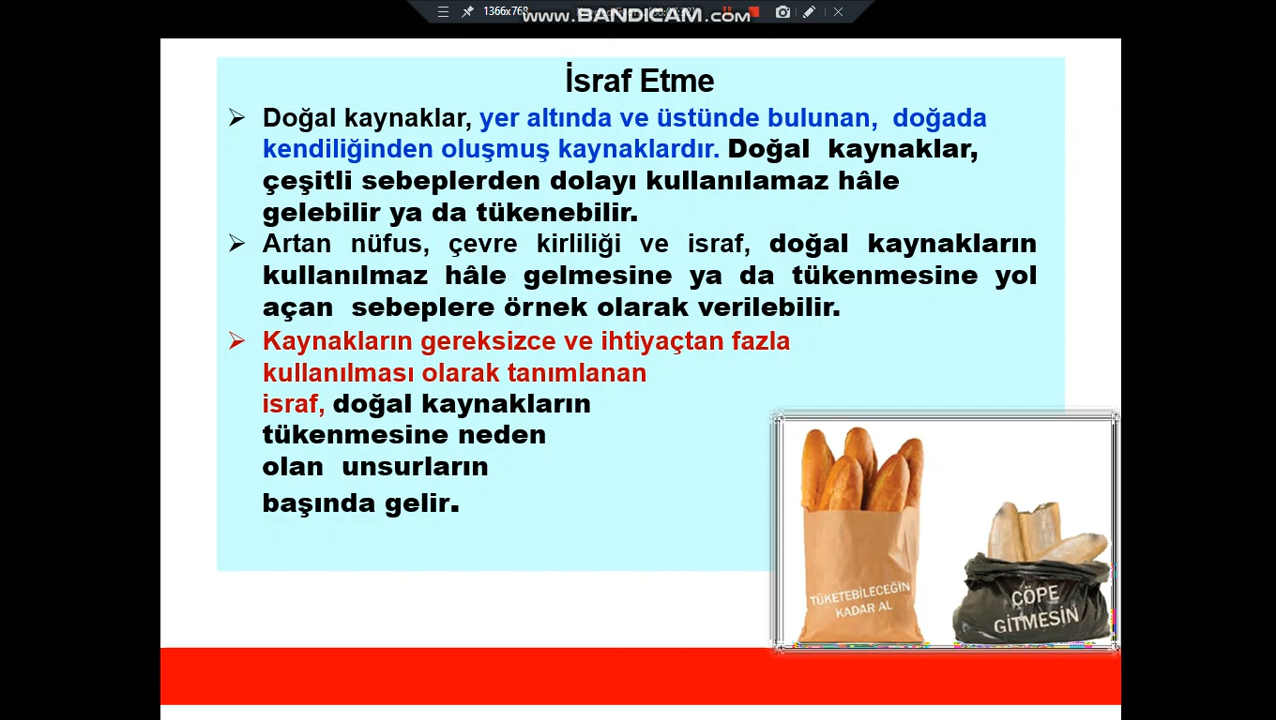 1366x768
www.BANDICAM.com
İsraf Etme
Doğal kaynaklar, yer altında ve üstünde bulunan, doğada
kendiliğinden oluşmuş kaynaklardır. Doğal kaynaklar,
çeşitli sebeplerden dolayı kullanılamaz hâle
gelebilir ya da tükenebilir.
Artan nüfus, çevre kirliliği ve israf, doğal kaynakların
kullanılmaz hâle gelmesine ya da tükenmesine yol
açan sebeplere örnek olarak verilebilir.
Kaynakların gereksizce ve ihtiyaçtan fazla
kullanılması olarak tanımlanan
israf, doğal kaynakların
tükenmesine neden
olan unsurların
başında gelir.
TÜKETEBİLECEĞİN
KADAR AL
ÇÖPE
GİTMESİN